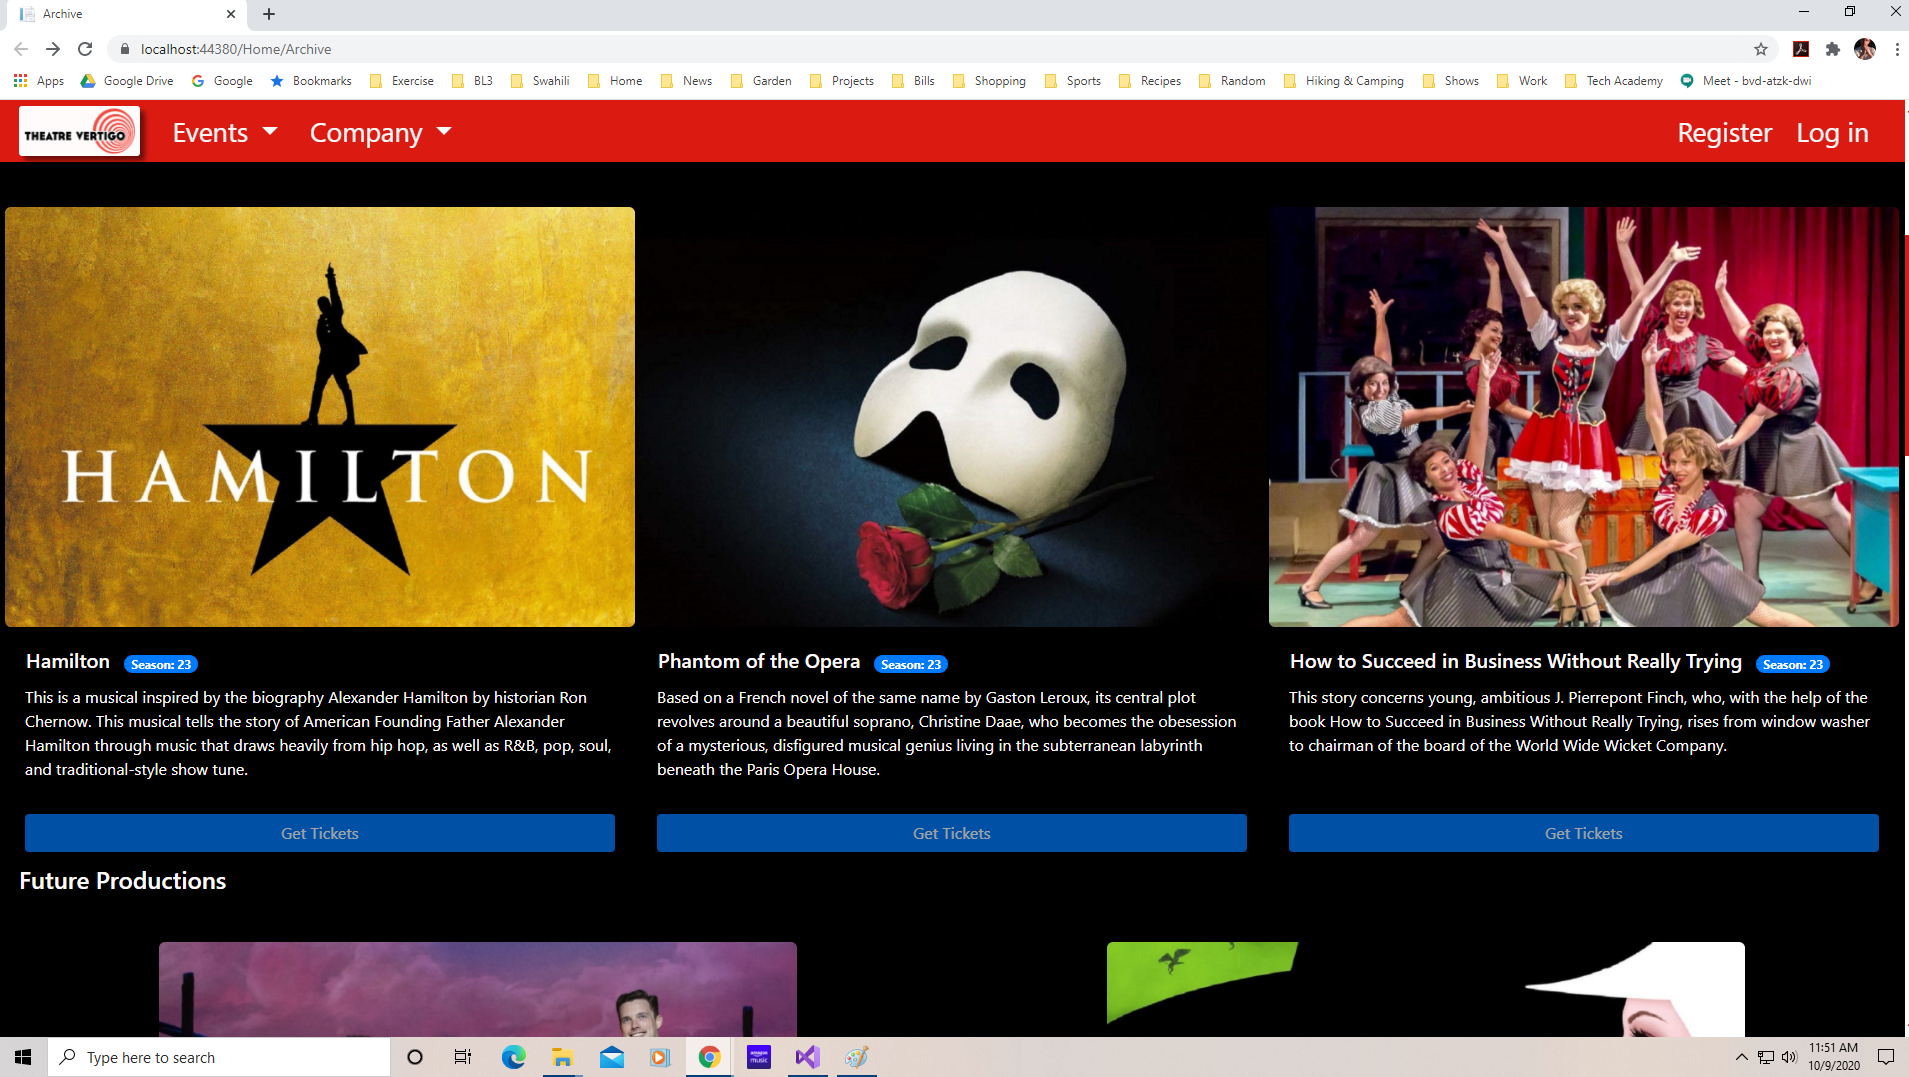 Archive
localhost:44380/Home/Archive
Apps Google Drive Google Bookmarks Exercise BL3 Swahili Home News Garden Projects Bills Shopping Sports Recipes Random Hiking & Camping Shows Work Tech Academy Meet - bvd-atzk-dwi
THEATRE VERTIGO Events Company Register Log in
HAMILTON
Hamilton Season: 23
This is a musical inspired by the biography Alexander Hamilton by historian Ron
Chernow. This musical tells the story of American Founding Father Alexander
Hamilton through music that draws heavily from hip hop, as well as R&B, pop, soul,
and traditional-style show tune.
Get Tickets
Phantom of the Opera Season: 23
Based on a French novel of the same name by Gaston Leroux, its central plot
revolves around a beautiful soprano, Christine Daae, who becomes the obesession
of a mysterious, disfigured musical genius living in the subterranean labyrinth
beneath the Paris Opera House.
Get Tickets
How to Succeed in Business Without Really Trying Season: 23
This story concerns young, ambitious J. Pierrepont Finch, who, with the help of the
book How to Succeed in Business Without Really Trying, rises from window washer
to chairman of the board of the World Wide Wicket Company.
Get Tickets
Future Productions
Type here to search
amazon
music
11:51 AM
10/9/2020